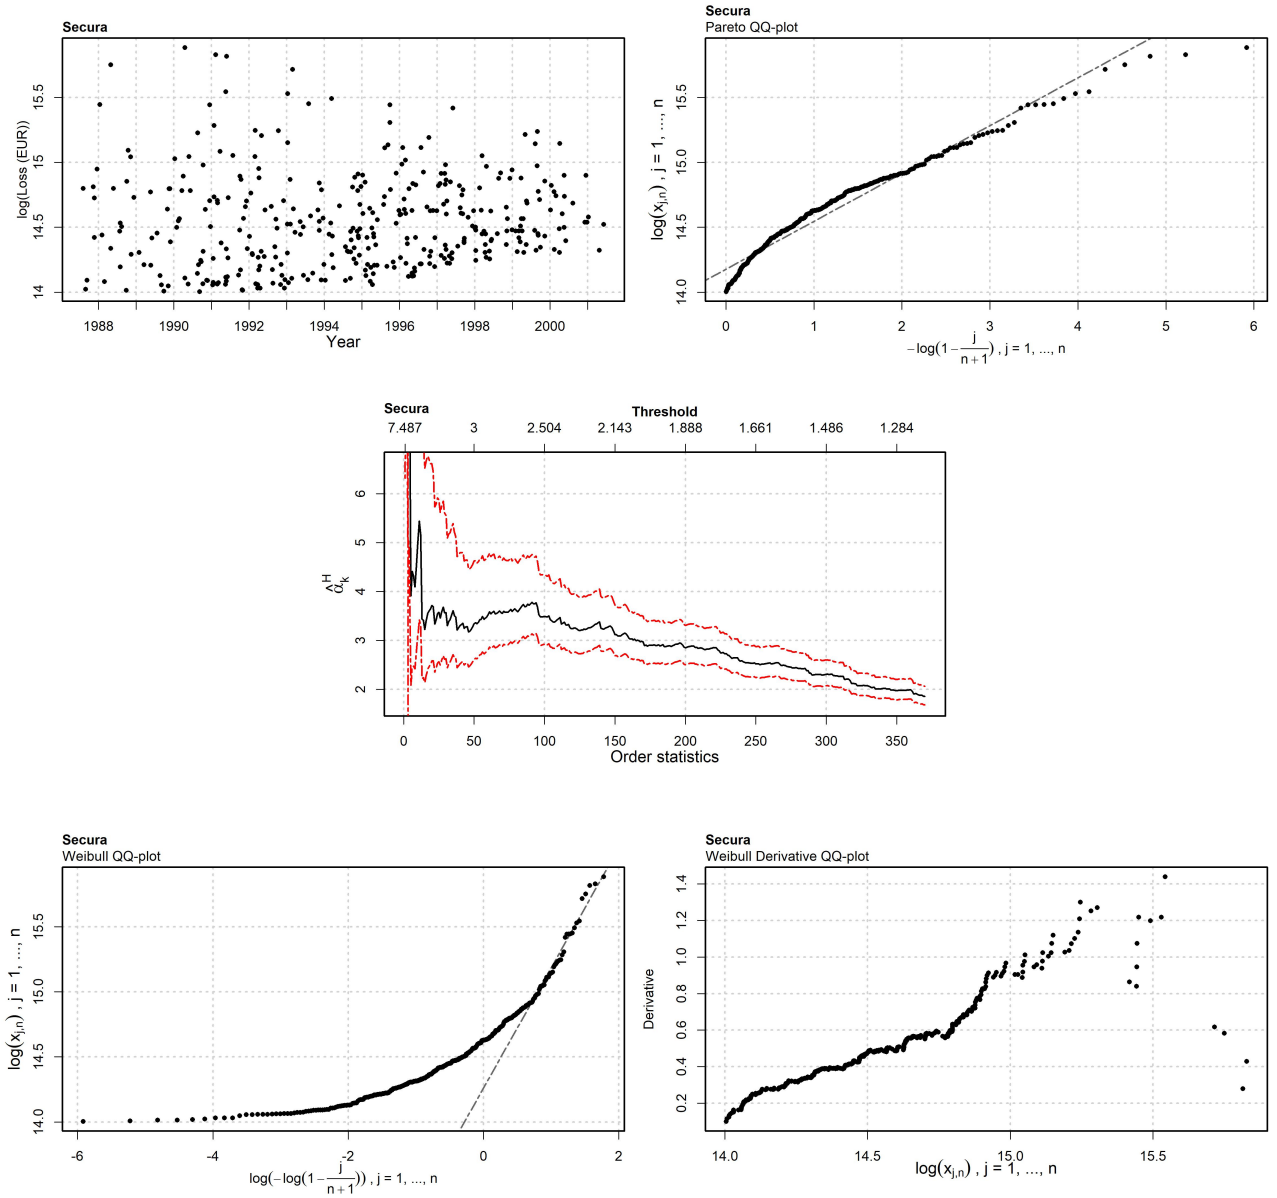 Secura
log(Loss (EUR))
15.5
15
14.5
14
1988 1990 1992 1994 1996 1998 2000
Year
Secura
Pareto QQ-plot
log(x_{j,n}) , j = 1, ..., n
15.5
15.0
14.5
14.0
0 1 2 3 4 5 6
−log(1−j/(n+1)) , j = 1, ..., n
Secura
Threshold
7.487 3 2.504 2.143 1.888 1.661 1.486 1.284
α̂_k^H
6
5
4
3
2
0 50 100 150 200 250 300 350
Order statistics
Secura
Weibull QQ-plot
log(x_{j,n}) , j = 1, ..., n
15.5
15.0
14.5
14.0
-6 -4 -2 0 2
log(−log(1−j/(n+1))) , j = 1, ..., n
Secura
Weibull Derivative QQ-plot
Derivative
1.4
1.2
1.0
0.8
0.6
0.4
0.2
14.0 14.5 15.0 15.5
log(x_{j,n}) , j = 1, ..., n